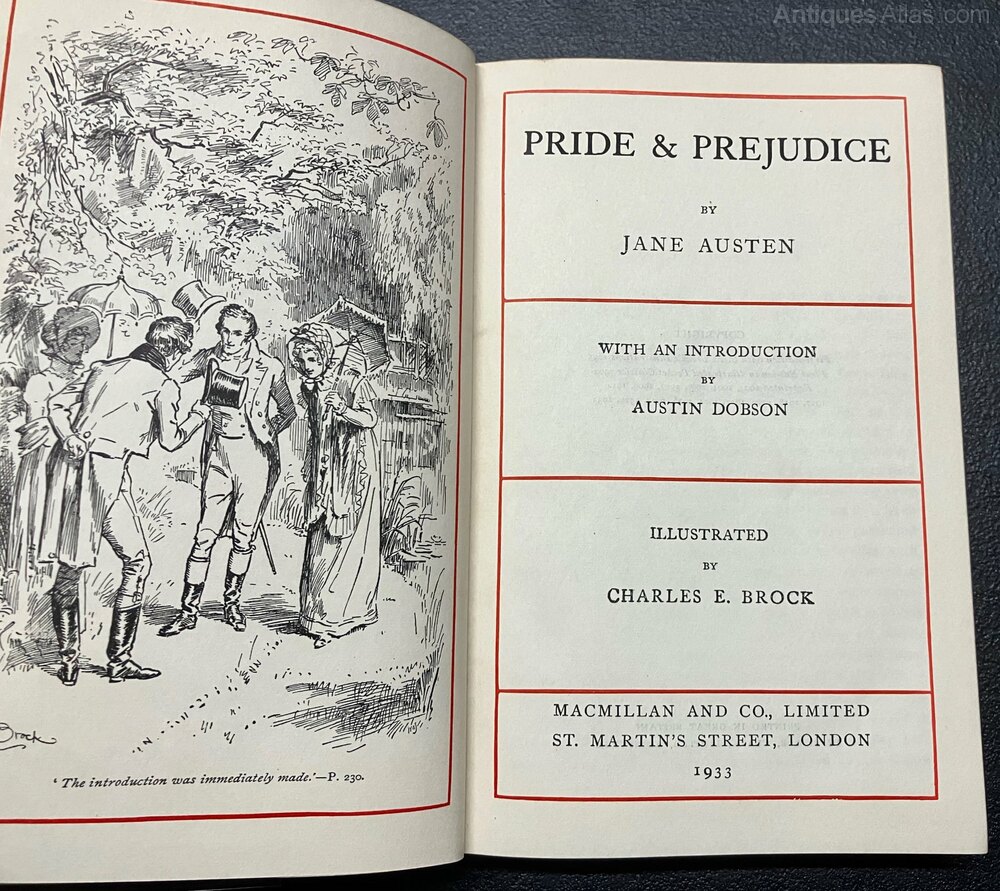 AntiquesAtlas.com
Brock
‘ The introduction was immediately made.’—P. 230.
PRIDE & PREJUDICE
BY
JANE AUSTEN
WITH AN INTRODUCTION
BY
AUSTIN DOBSON
ILLUSTRATED
BY
CHARLES E. BROCK
MACMILLAN AND CO., LIMITED
ST. MARTIN'S STREET, LONDON
1933